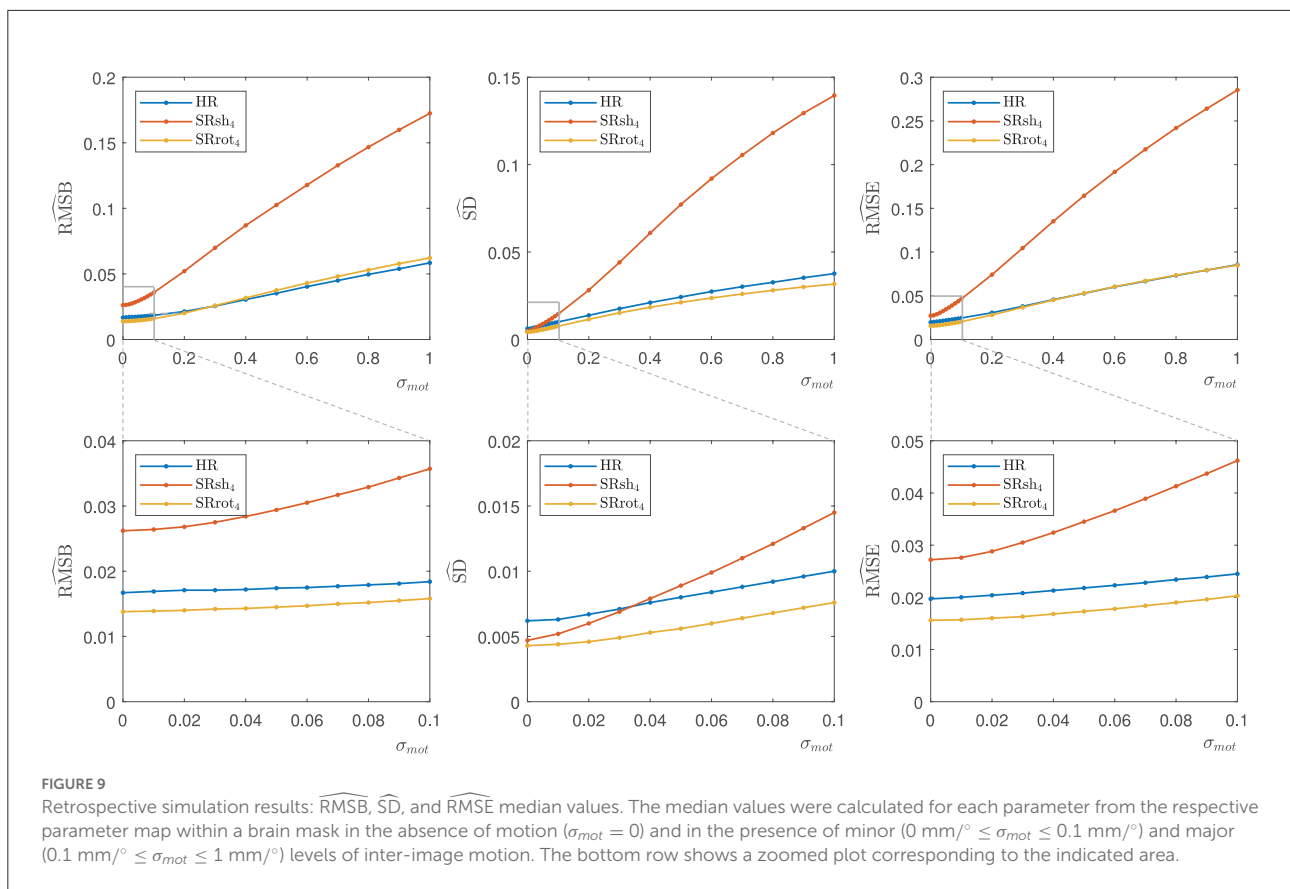 0.2
0.15
0.1
0.05
0
RMSB
HR
SRsh₄
SRrot₄
0 0.2 0.4 0.6 0.8 1
σ_mot
0.15
0.1
0.05
0
SD
HR
SRsh₄
SRrot₄
0 0.2 0.4 0.6 0.8 1
σ_mot
0.3
0.25
0.2
0.15
0.1
0.05
0
RMSE
HR
SRsh₄
SRrot₄
0 0.2 0.4 0.6 0.8 1
σ_mot
0.04
0.03
0.02
0.01
0
RMSB
HR
SRsh₄
SRrot₄
0 0.02 0.04 0.06 0.08 0.1
σ_mot
0.02
0.015
0.01
0.005
0
SD
HR
SRsh₄
SRrot₄
0 0.02 0.04 0.06 0.08 0.1
σ_mot
0.05
0.04
0.03
0.02
0.01
0
RMSE
HR
SRsh₄
SRrot₄
0 0.02 0.04 0.06 0.08 0.1
σ_mot
FIGURE 9
Retrospective simulation results: RMSB, SD, and RMSE median values. The median values were calculated for each parameter from the respective
parameter map within a brain mask in the absence of motion (σ_mot = 0) and in the presence of minor (0 mm/° ≤ σ_mot ≤ 0.1 mm/°) and major
(0.1 mm/° ≤ σ_mot ≤ 1 mm/°) levels of inter-image motion. The bottom row shows a zoomed plot corresponding to the indicated area.